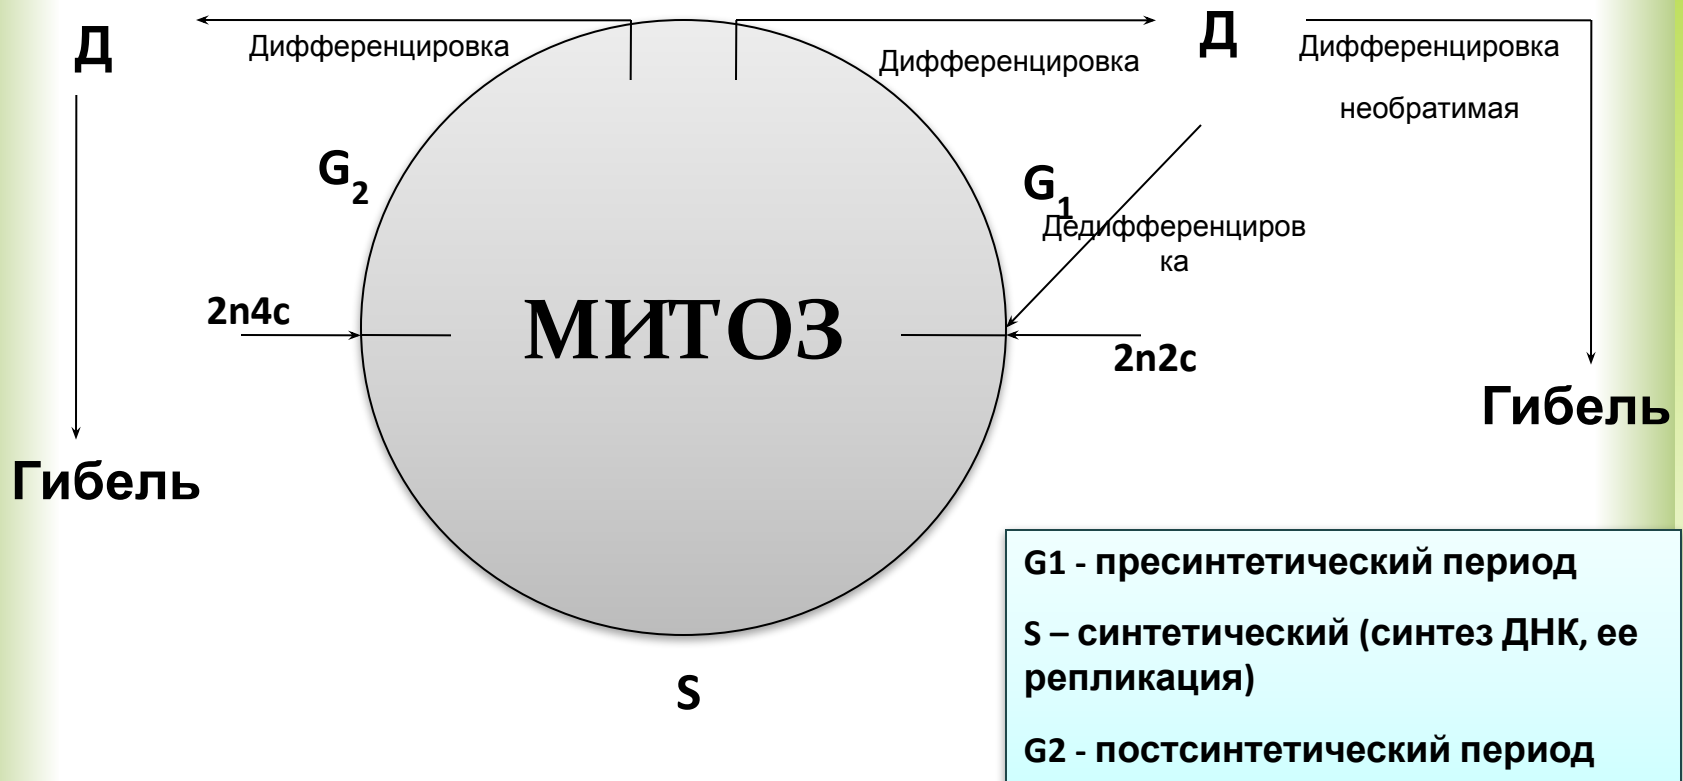 Д
Дифференцировка
Дифференцировка
Д
Дифференцировка
необратимая
G2
G1
Дедифференциров
ка
2n4c
МИТОЗ
2n2c
Гибель
Гибель
S
G1 - пресинтетический период
S – синтетический (синтез ДНК, ее
репликация)
G2 - постсинтетический период